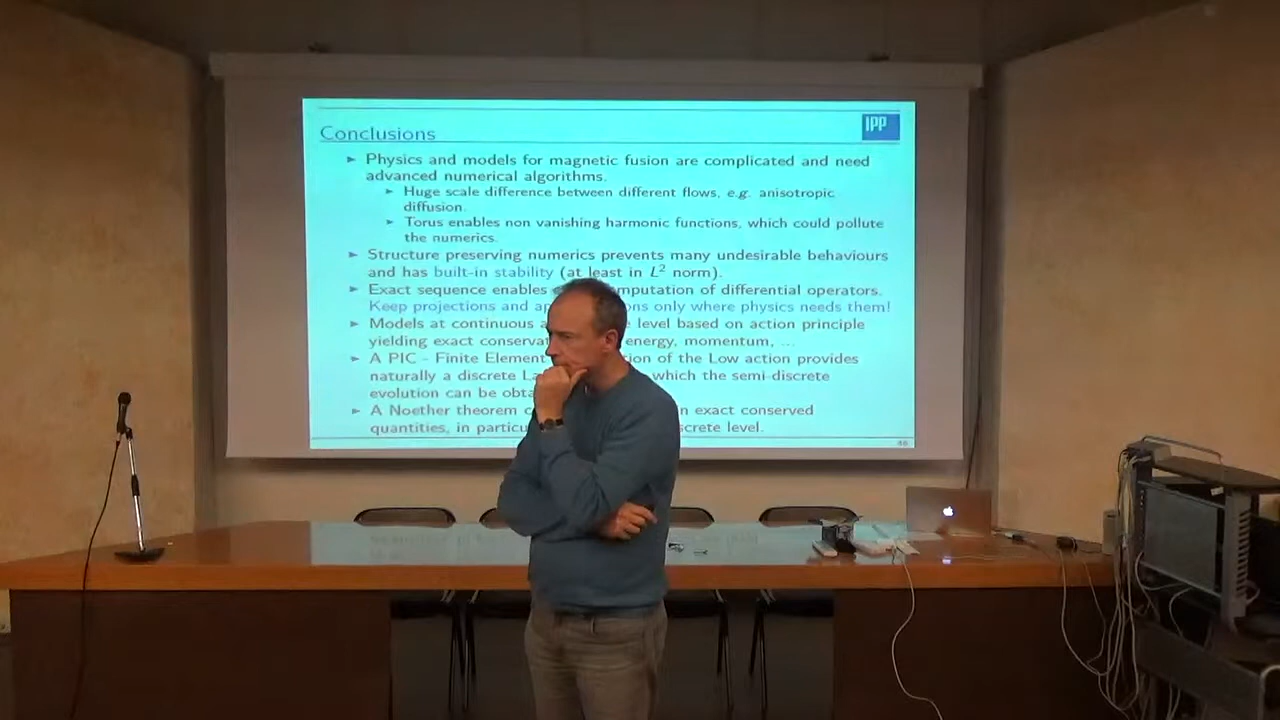 Conclusions
IPP
► Physics and models for magnetic fusion are complicated and need
advanced numerical algorithms.
► Huge scale difference between different flows, e.g. anisotropic
diffusion.
► Torus enables non vanishing harmonic functions, which could pollute
the numerics.
► Structure preserving numerics prevents many undesirable behaviours
and has built-in stability (at least in L² norm).
► Exact sequence enables mputation of differential operators.
Keep projections and ap ons only where physics needs them!
► Models at continuous a level based on action principle
yielding exact conserva energy, momentum, ...
► A PIC - Finite Element ion of the Low action provides
naturally a discrete La which the semi-discrete
evolution can be obta
► A Noether theorem c n exact conserved
quantities, in particu screte level.